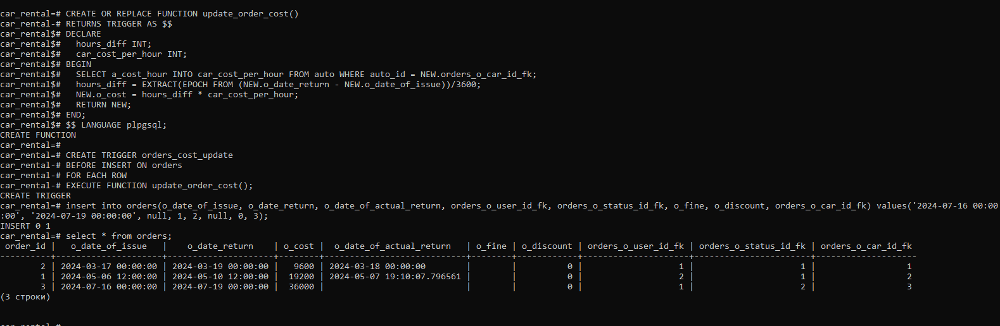 car_rental=# CREATE OR REPLACE FUNCTION update_order_cost()
car_rental-# RETURNS TRIGGER AS $$
car_rental$# DECLARE
car_rental$#   hours_diff INT;
car_rental$#   car_cost_per_hour INT;
car_rental$# BEGIN
car_rental$#   SELECT a_cost_hour INTO car_cost_per_hour FROM auto WHERE auto_id = NEW.orders_o_car_id_fk;
car_rental$#   hours_diff = EXTRACT(EPOCH FROM (NEW.o_date_return - NEW.o_date_of_issue))/3600;
car_rental$#   NEW.o_cost = hours_diff * car_cost_per_hour;
car_rental$#   RETURN NEW;
car_rental$# END;
car_rental$# $$ LANGUAGE plpgsql;
CREATE FUNCTION
car_rental=#
car_rental=# CREATE TRIGGER orders_cost_update
car_rental-# BEFORE INSERT ON orders
car_rental-# FOR EACH ROW
car_rental-# EXECUTE FUNCTION update_order_cost();
CREATE TRIGGER
car_rental=# insert into orders(o_date_of_issue, o_date_return, o_date_of_actual_return, orders_o_user_id_fk, orders_o_status_id_fk, o_fine, o_discount, orders_o_car_id_fk) values('2024-07-16 00:00
:00', '2024-07-19 00:00:00', null, 1, 2, null, 0, 3);
INSERT 0 1
car_rental=# select * from orders;
 order_id |   o_date_of_issue   |    o_date_return    | o_cost |  o_date_of_actual_return   | o_fine | o_discount | orders_o_user_id_fk | orders_o_status_id_fk | orders_o_car_id_fk
----------+---------------------+---------------------+--------+----------------------------+--------+------------+---------------------+-----------------------+--------------------
        2 | 2024-03-17 00:00:00 | 2024-03-19 00:00:00 |   9600 | 2024-03-18 00:00:00        |        |          0 |                   1 |                     1 |                  1
        1 | 2024-05-06 12:00:00 | 2024-05-10 12:00:00 |  19200 | 2024-05-07 19:10:07.796561 |        |          0 |                   2 |                     1 |                  2
        3 | 2024-07-16 00:00:00 | 2024-07-19 00:00:00 |  36000 |                            |        |          0 |                   1 |                     2 |                  3
(3 строки)
car_rental=#